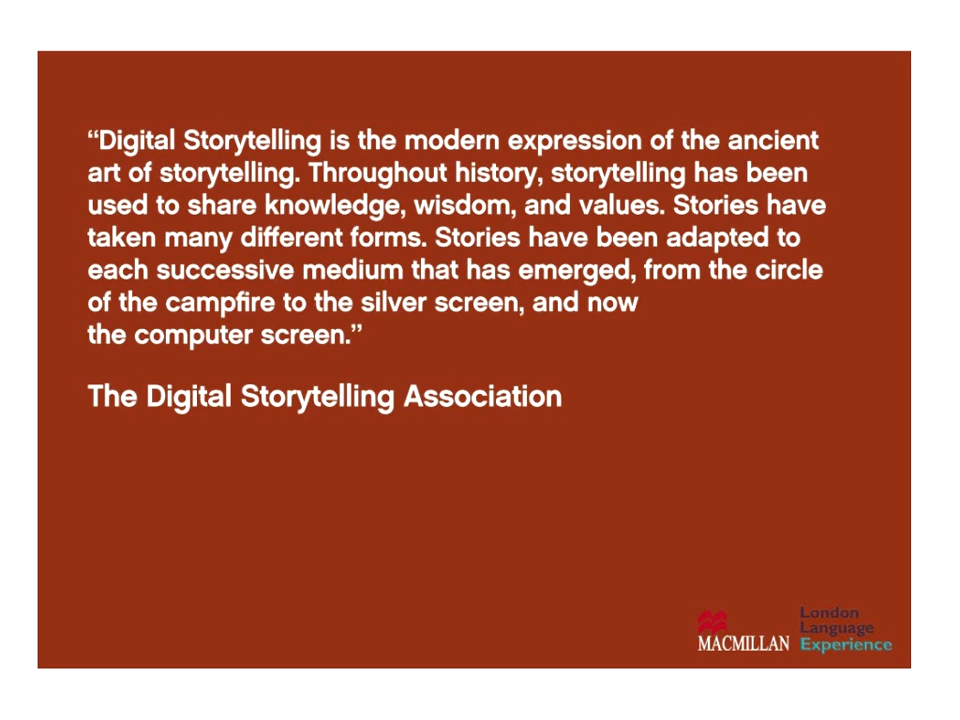 “Digital Storytelling is the modern expression of the ancient
art of storytelling. Throughout history, storytelling has been
used to share knowledge, wisdom, and values. Stories have
taken many different forms. Stories have been adapted to
each successive medium that has emerged, from the circle
of the campfire to the silver screen, and now
the computer screen.”
The Digital Storytelling Association
MACMILLAN
London
Language
Experience